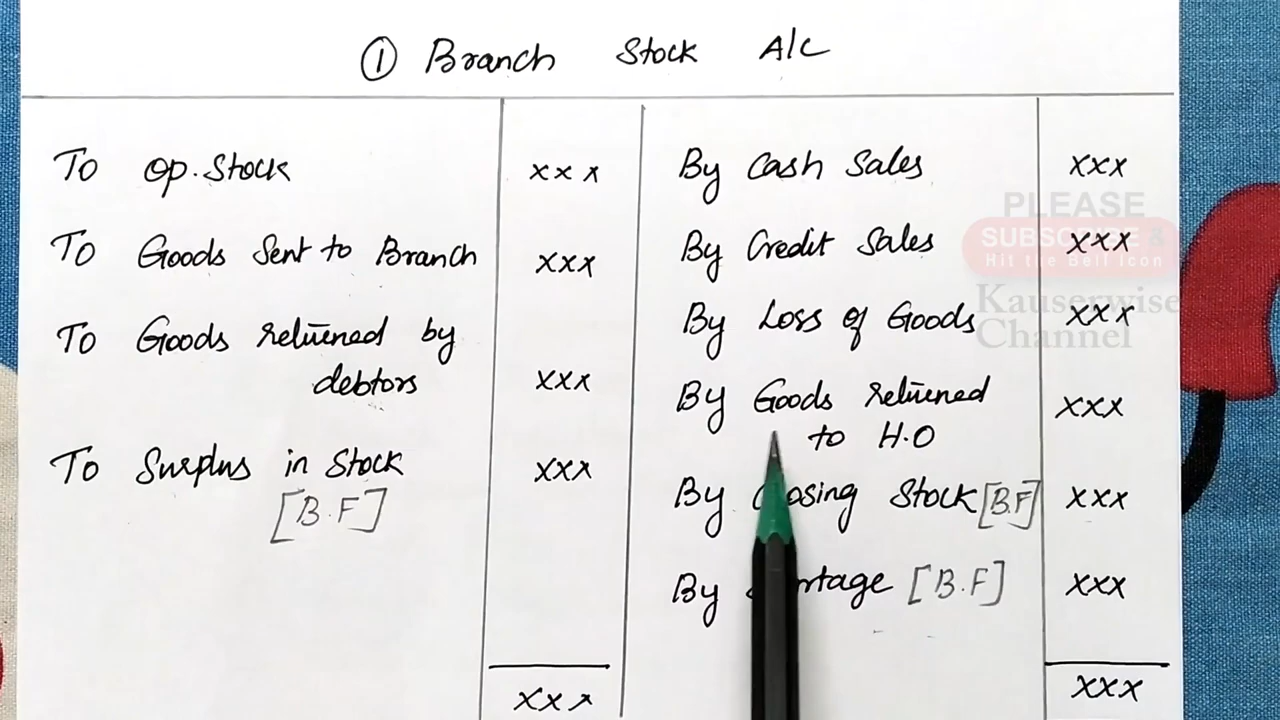 ① Branch Stock A/c
To Op. Stock xxx
To Goods Sent to Branch xxx
To Goods returned by
debtors xxx
To Surplus in Stock xxx
[B.F]
xxx
By Cash Sales xxx
By Credit Sales xxx
By Loss of Goods xxx
By Goods returned
to H.O xxx
By Closing Stock [B.F] xxx
By [B.F] xxx
xxx
PLEASE
SUBSCRIBE &
Hit the Bell Icon
Kauserwise
Channel